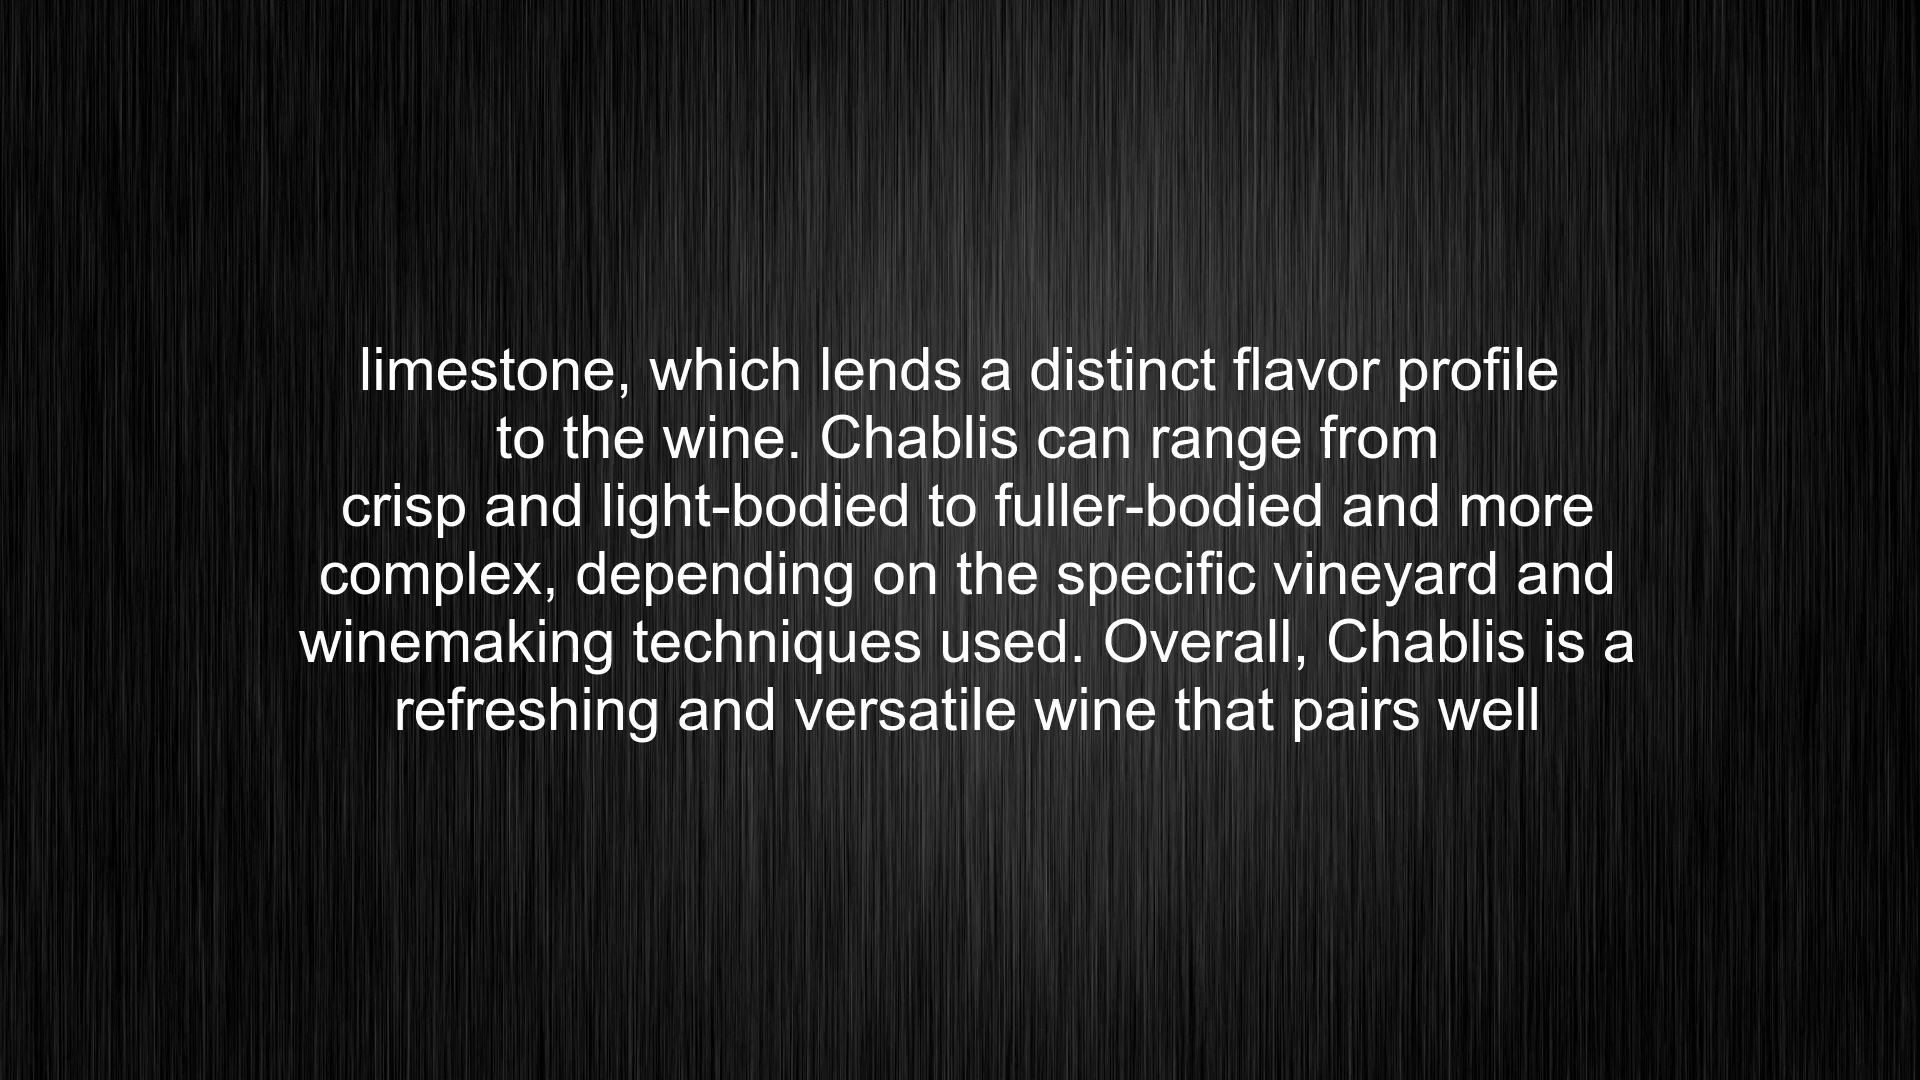 limestone, which lends a distinct flavor profile
to the wine. Chablis can range from
crisp and light-bodied to fuller-bodied and more
complex, depending on the specific vineyard and
winemaking techniques used. Overall, Chablis is a
refreshing and versatile wine that pairs well